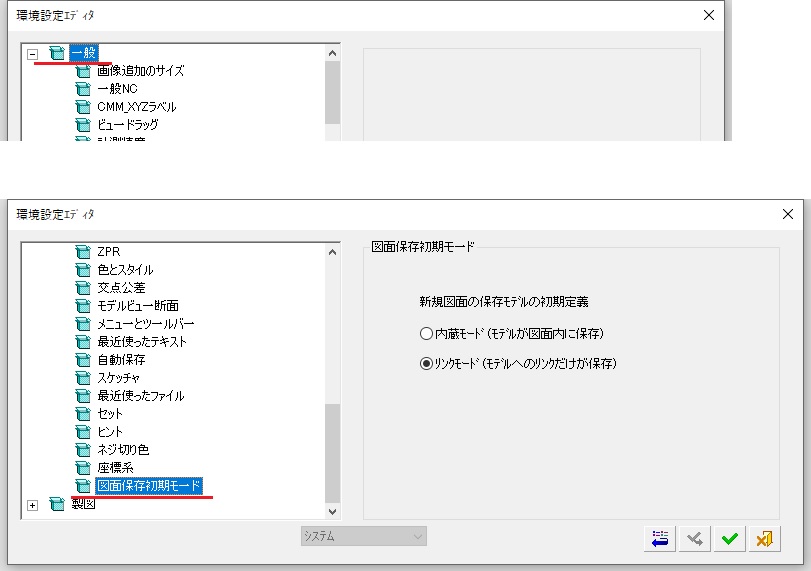 環境設定ｴﾃﾞｨﾀ
一般
画像追加のサイズ
一般NC
CMM_XYZラベル
ビュードラッグ
環境設定ｴﾃﾞｨﾀ
ZPR
色とスタイル
交点公差
モデルビュー断面
メニューとツールバー
最近使ったテキスト
自動保存
スケッチャ
最近使ったファイル
セット
ヒント
ネジ切り色
座標系
図面保存初期モード
製図
図面保存初期モード
新規図面の保存モデルの初期定義
内蔵ﾓｰﾄﾞ(ﾓﾃﾞﾙが図面内に保存)
ﾘﾝｸﾓｰﾄﾞ(ﾓﾃﾞﾙへのﾘﾝｸだけが保存)
システム